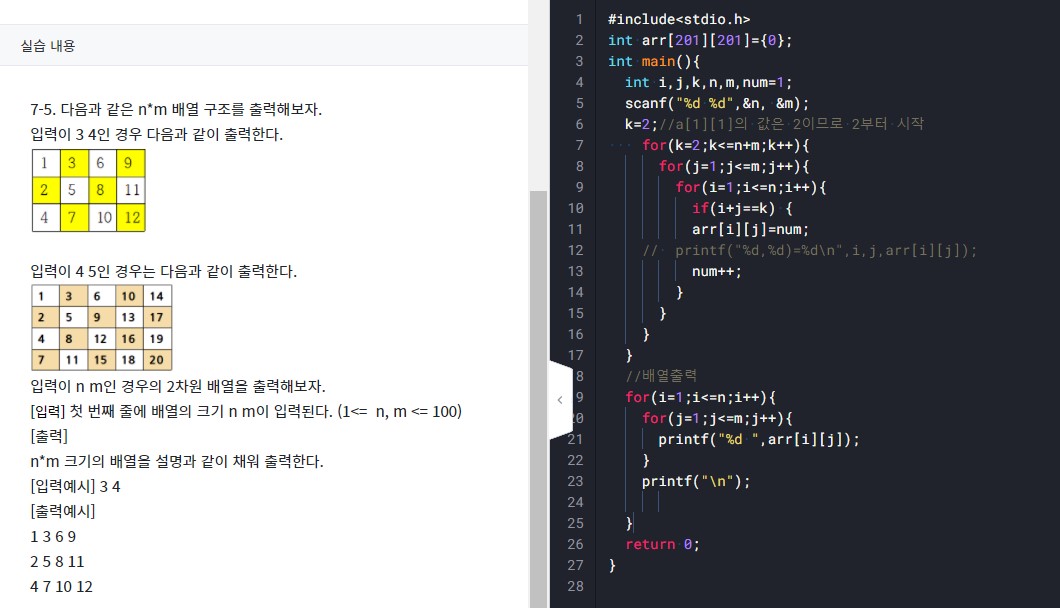 실습 내용
7-5. 다음과 같은 n*m 배열 구조를 출력해보자.
입력이 3 4인 경우 다음과 같이 출력한다.
1 3 6 9
2 5 8 11
4 7 10 12
입력이 4 5인 경우는 다음과 같이 출력한다.
1 3 6 10 14
2 5 9 13 17
4 8 12 16 19
7 11 15 18 20
입력이 n m인 경우의 2차원 배열을 출력해보자.
[입력] 첫 번째 줄에 배열의 크기 n m이 입력된다. (1<= n, m <= 100)
[출력]
n*m 크기의 배열을 설명과 같이 채워 출력한다.
[입력예시] 3 4
[출력예시]
1 3 6 9
2 5 8 11
4 7 10 12
1 #include<stdio.h>
2 int arr[201][201]={0};
3 int main(){
4 int i,j,k,n,m,num=1;
5 scanf("%d %d",&n, &m);
6 k=2;//a[1][1]의 값은 2이므로 2부터 시작
7 for(k=2;k<=n+m;k++){
8 for(j=1;j<=m;j++){
9 for(i=1;i<=n;i++){
10 if(i+j==k) {
11 arr[i][j]=num;
12 // printf("%d,%d)=%d\n",i,j,arr[i][j]);
13 num++;
14 }
15 }
16 }
17 }
8 //배열출력
9 for(i=1;i<=n;i++){
20 for(j=1;j<=m;j++){
21 printf("%d ",arr[i][j]);
22 }
23 printf("\n");
24
25 }
26 return 0;
27 }
28